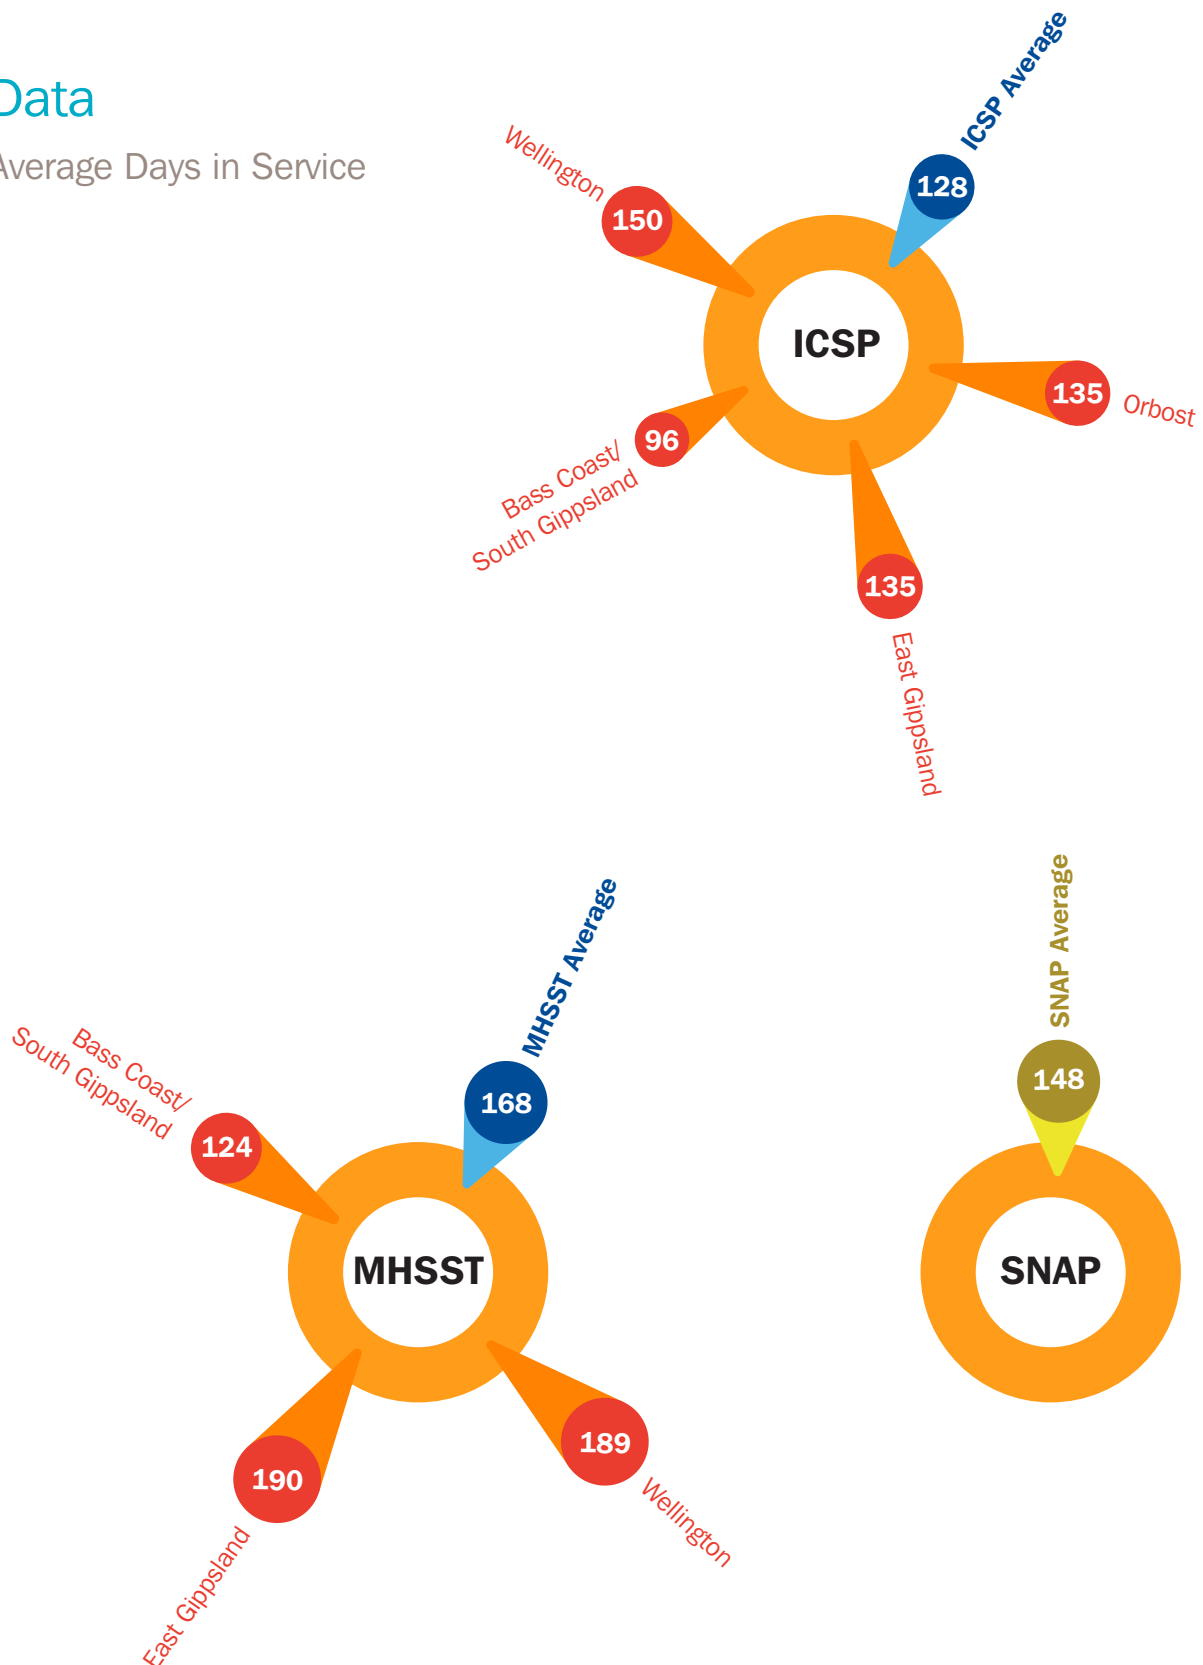 Data
Average Days in Service
ICSP Average
Wellington
128
150
ICSP
135
Orbost
96
Bass Coast/
South Gippsland
135
East Gippsland
MHSST Average
SNAP Average
Bass Coast/
South Gippsland
168
148
124
MHSST
SNAP
189
190
Wellington
East Gippsland